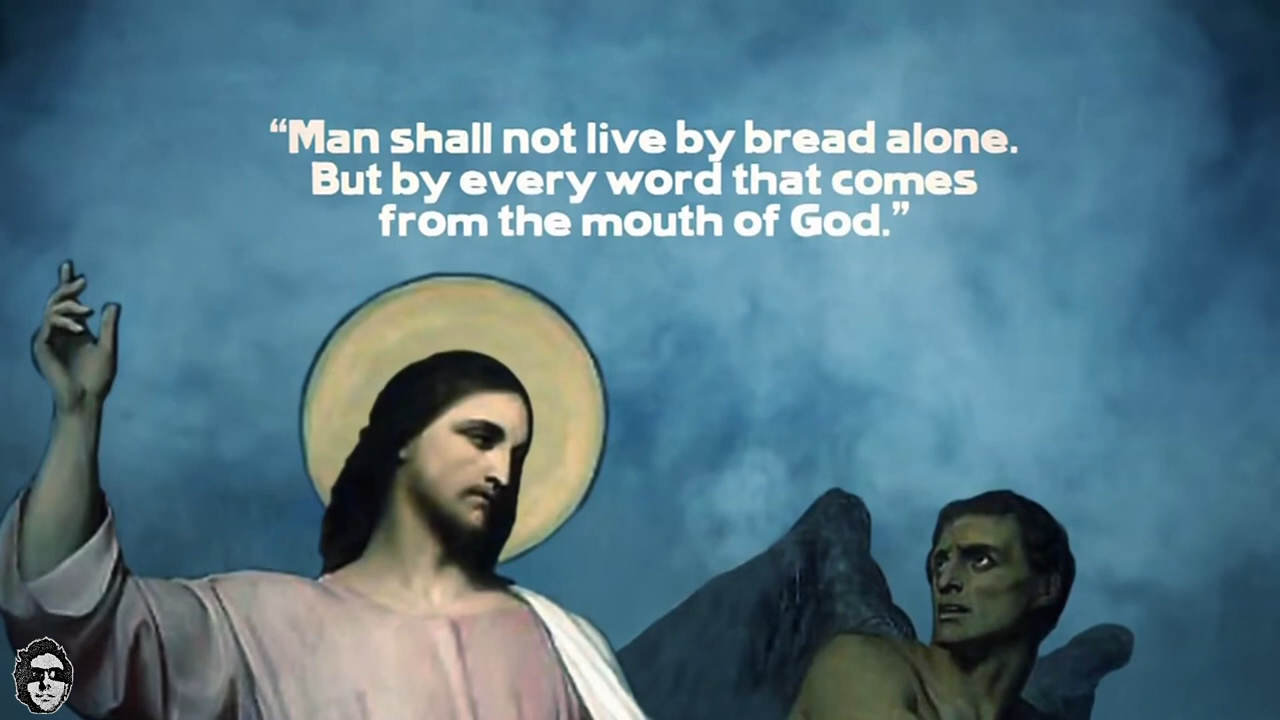 “Man shall not live by bread alone.
But by every word that comes
from the mouth of God.”